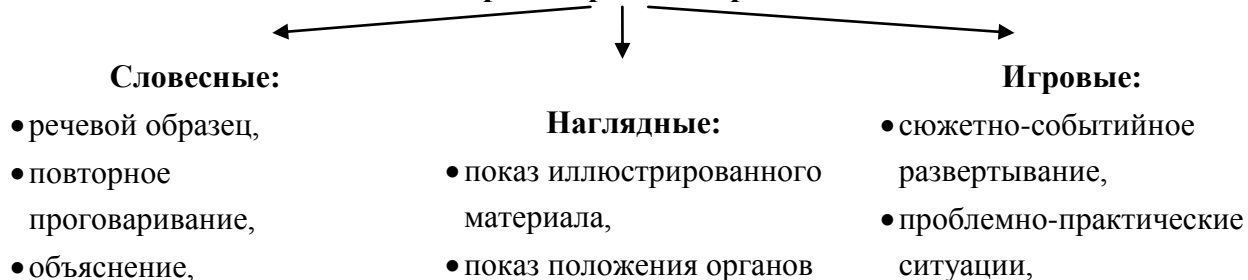 Словесные:
• речевой образец,
• повторное
проговаривание,
• объяснение,
Наглядные:
• показ иллюстрированного
материала,
• показ положения органов
Игровые:
• сюжетно-событийное
развертывание,
• проблемно-практические
ситуации,